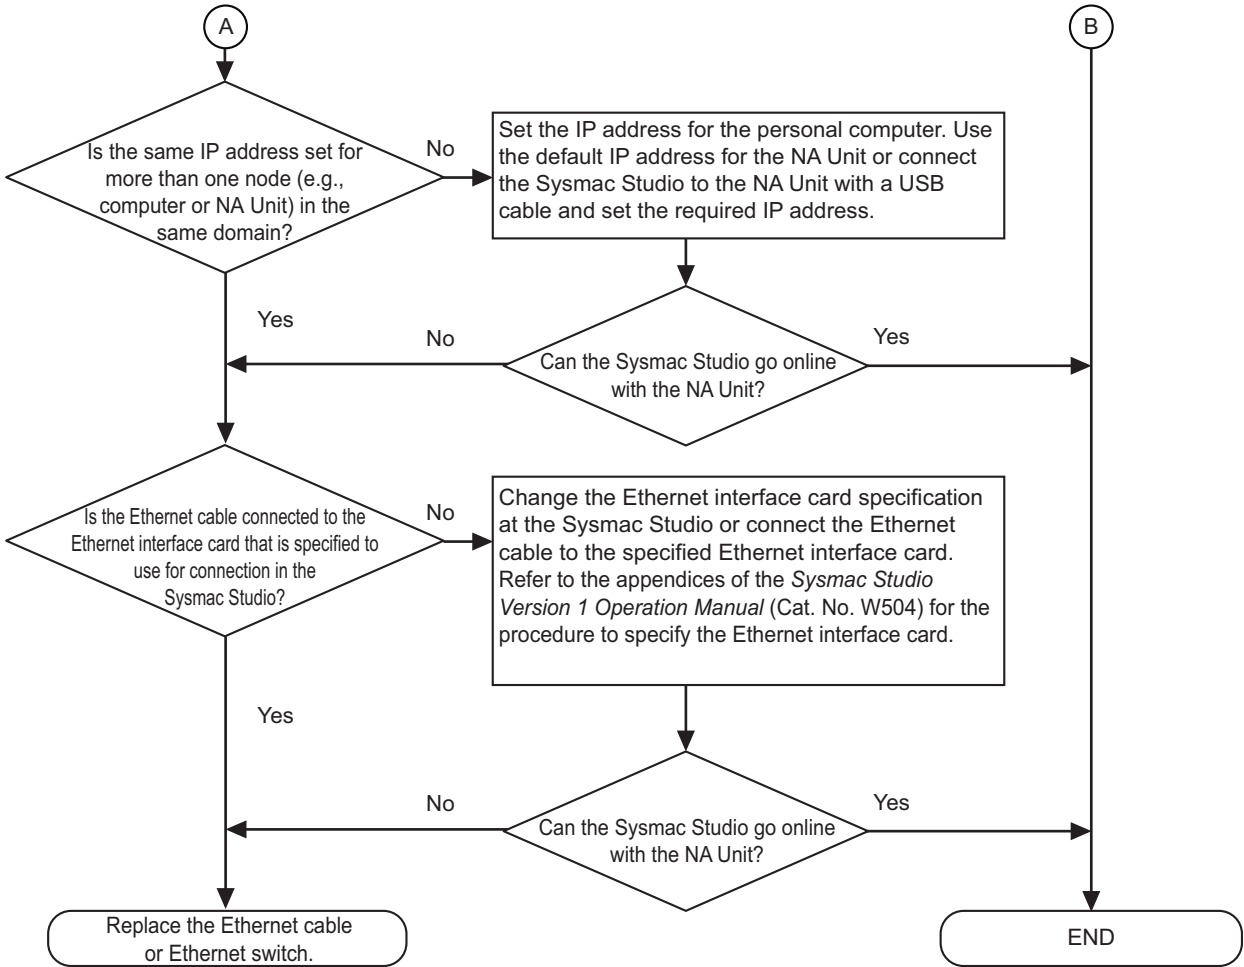 A
B
Is the same IP address set for
more than one node (e.g.,
computer or NA Unit) in the
same domain?
No
Set the IP address for the personal computer. Use
the default IP address for the NA Unit or connect
the Sysmac Studio to the NA Unit with a USB
cable and set the required IP address.
Yes
No
Can the Sysmac Studio go online
with the NA Unit?
Yes
Is the Ethernet cable connected to the
Ethernet interface card that is specified to
use for connection in the
Sysmac Studio?
No
Change the Ethernet interface card specification
at the Sysmac Studio or connect the Ethernet
cable to the specified Ethernet interface card.
Refer to the appendices of the Sysmac Studio
Version 1 Operation Manual (Cat. No. W504) for the
procedure to specify the Ethernet interface card.
Yes
No
Can the Sysmac Studio go online
with the NA Unit?
Yes
Replace the Ethernet cable
or Ethernet switch.
END